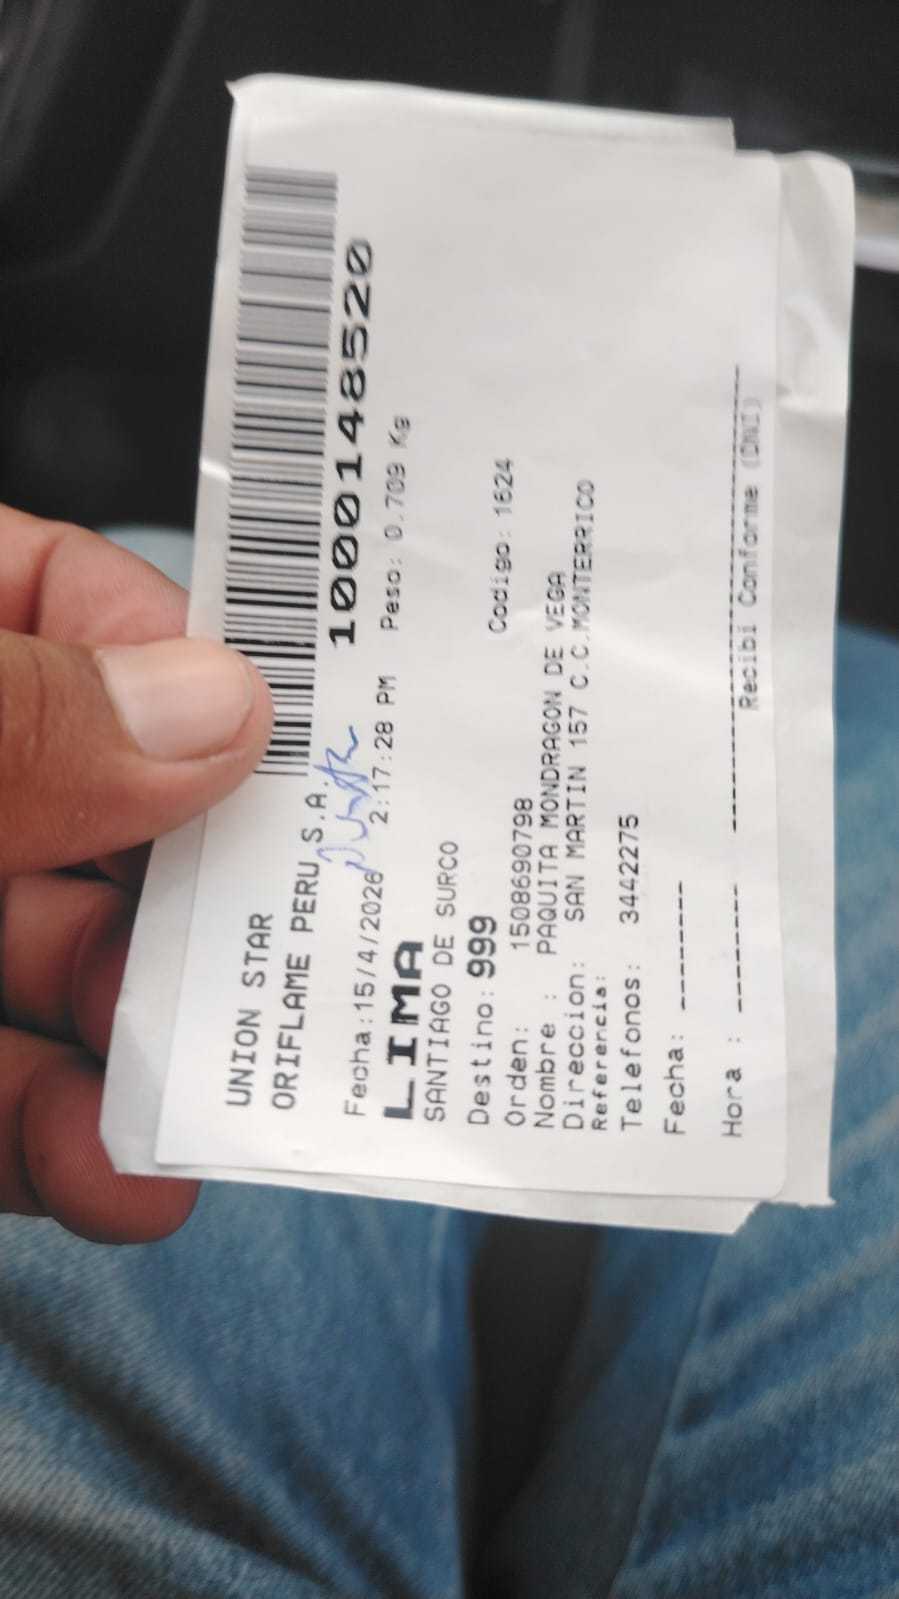 UNION STAR
ORIFLAME PERU S.A.
1000148520
Fecha:15/4/2026 2:17:28 PM Peso: 0.709 Kg
LIMA
SANTIAGO DE SURCO
Destino: 999 Codigo: 1624
Orden: 1508690798
Nombre : PAQUITA MONDRAGON DE VEGA
Direccion: SAN MARTIN 157 C.C.MONTERRICO
Referencia:
Telefonos: 3442275
Fecha: -------
Hora : -------
Recibi Conforme (DNI)